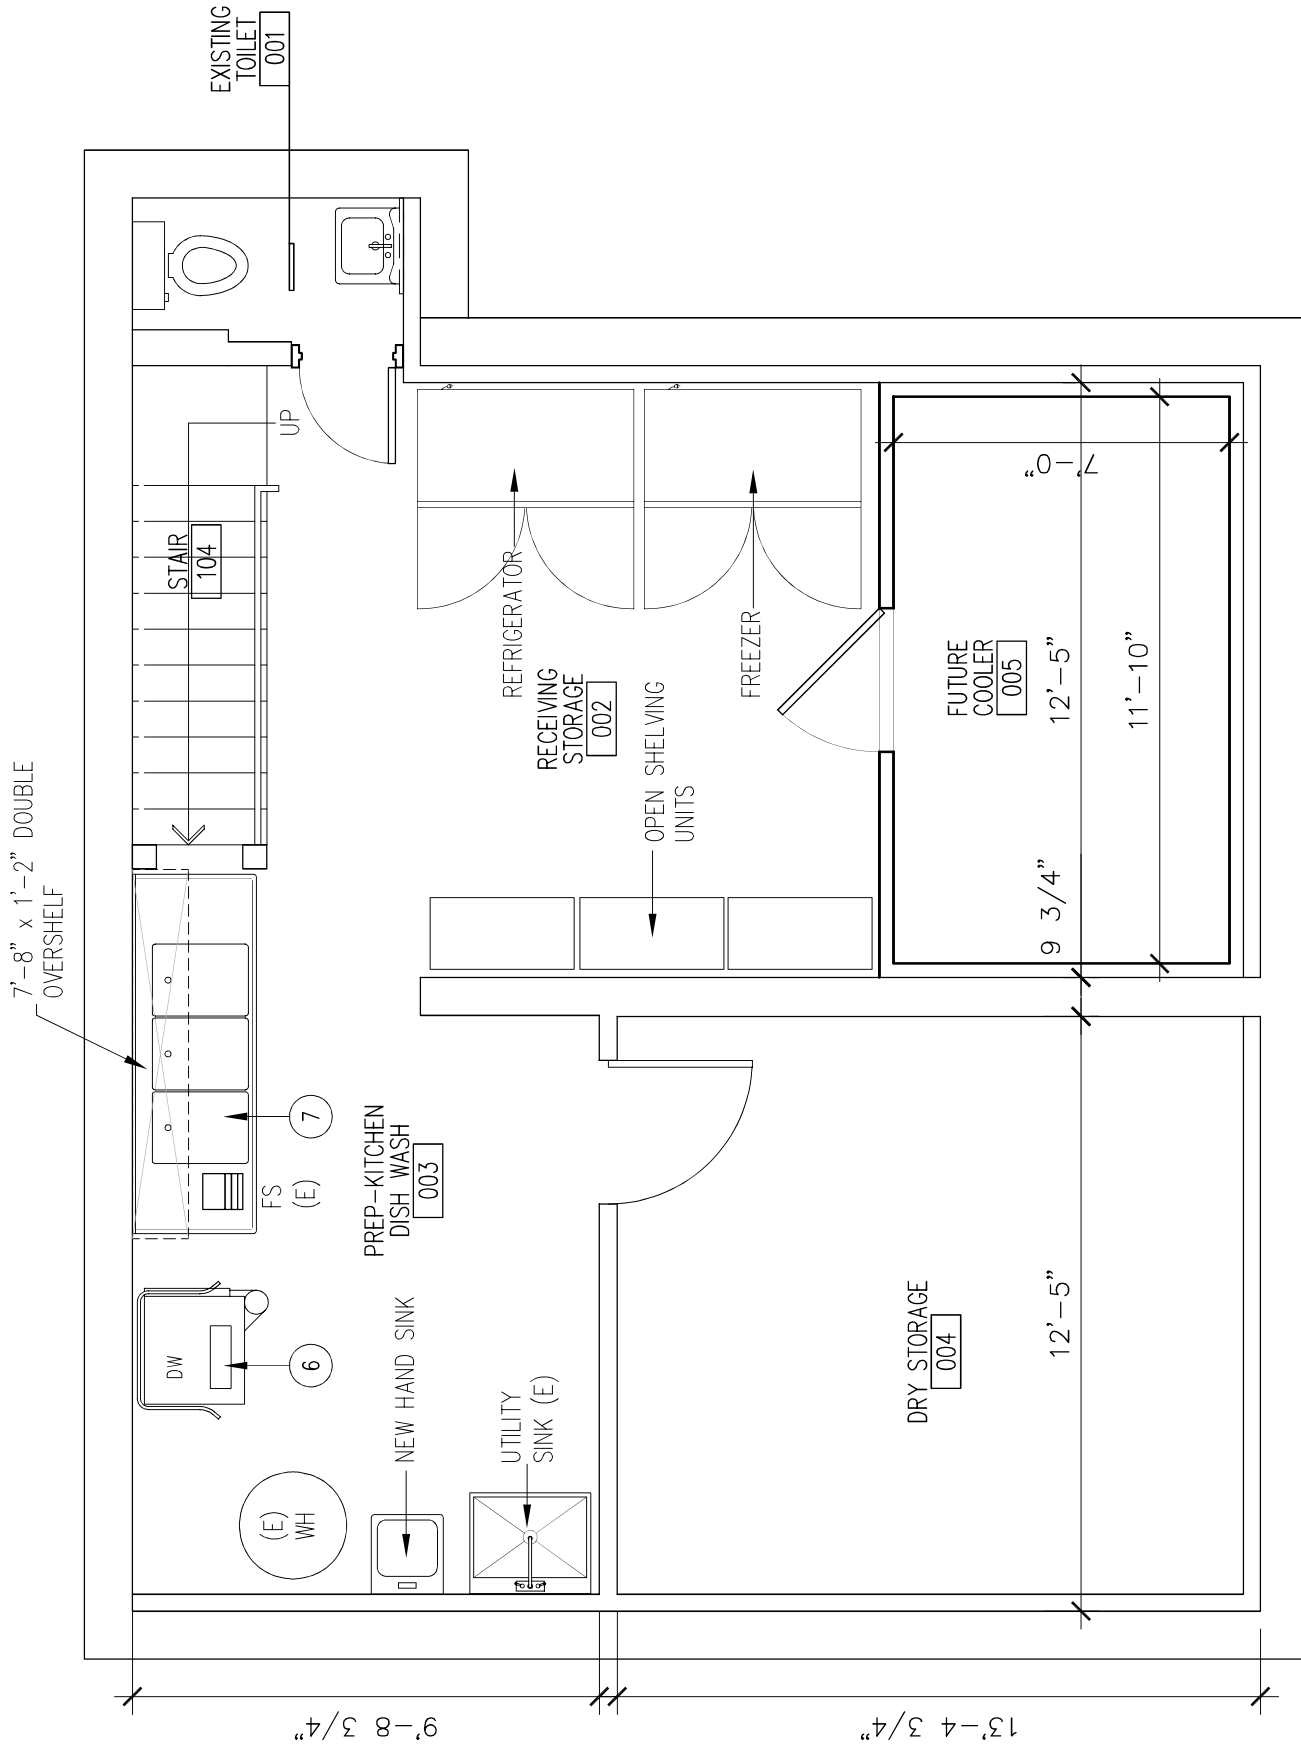 EXISTING
TOILET
001
UP
STAIR
104
7'-8" x 1'-2" DOUBLE
OVERSHELF
REFRIGERATOR
FREEZER
RECEIVING
STORAGE
002
OPEN SHELVING
UNITS
7'-0"
FUTURE
COOLER
005
12'-5"
11'-10"
9 3/4"
7
FS
(E)
PREP-KITCHEN
DISH WASH
003
DW
6
NEW HAND SINK
UTILITY
SINK (E)
(E)
WH
DRY STORAGE
004
12'-5"
9'-8 3/4"
13'-4 3/4"